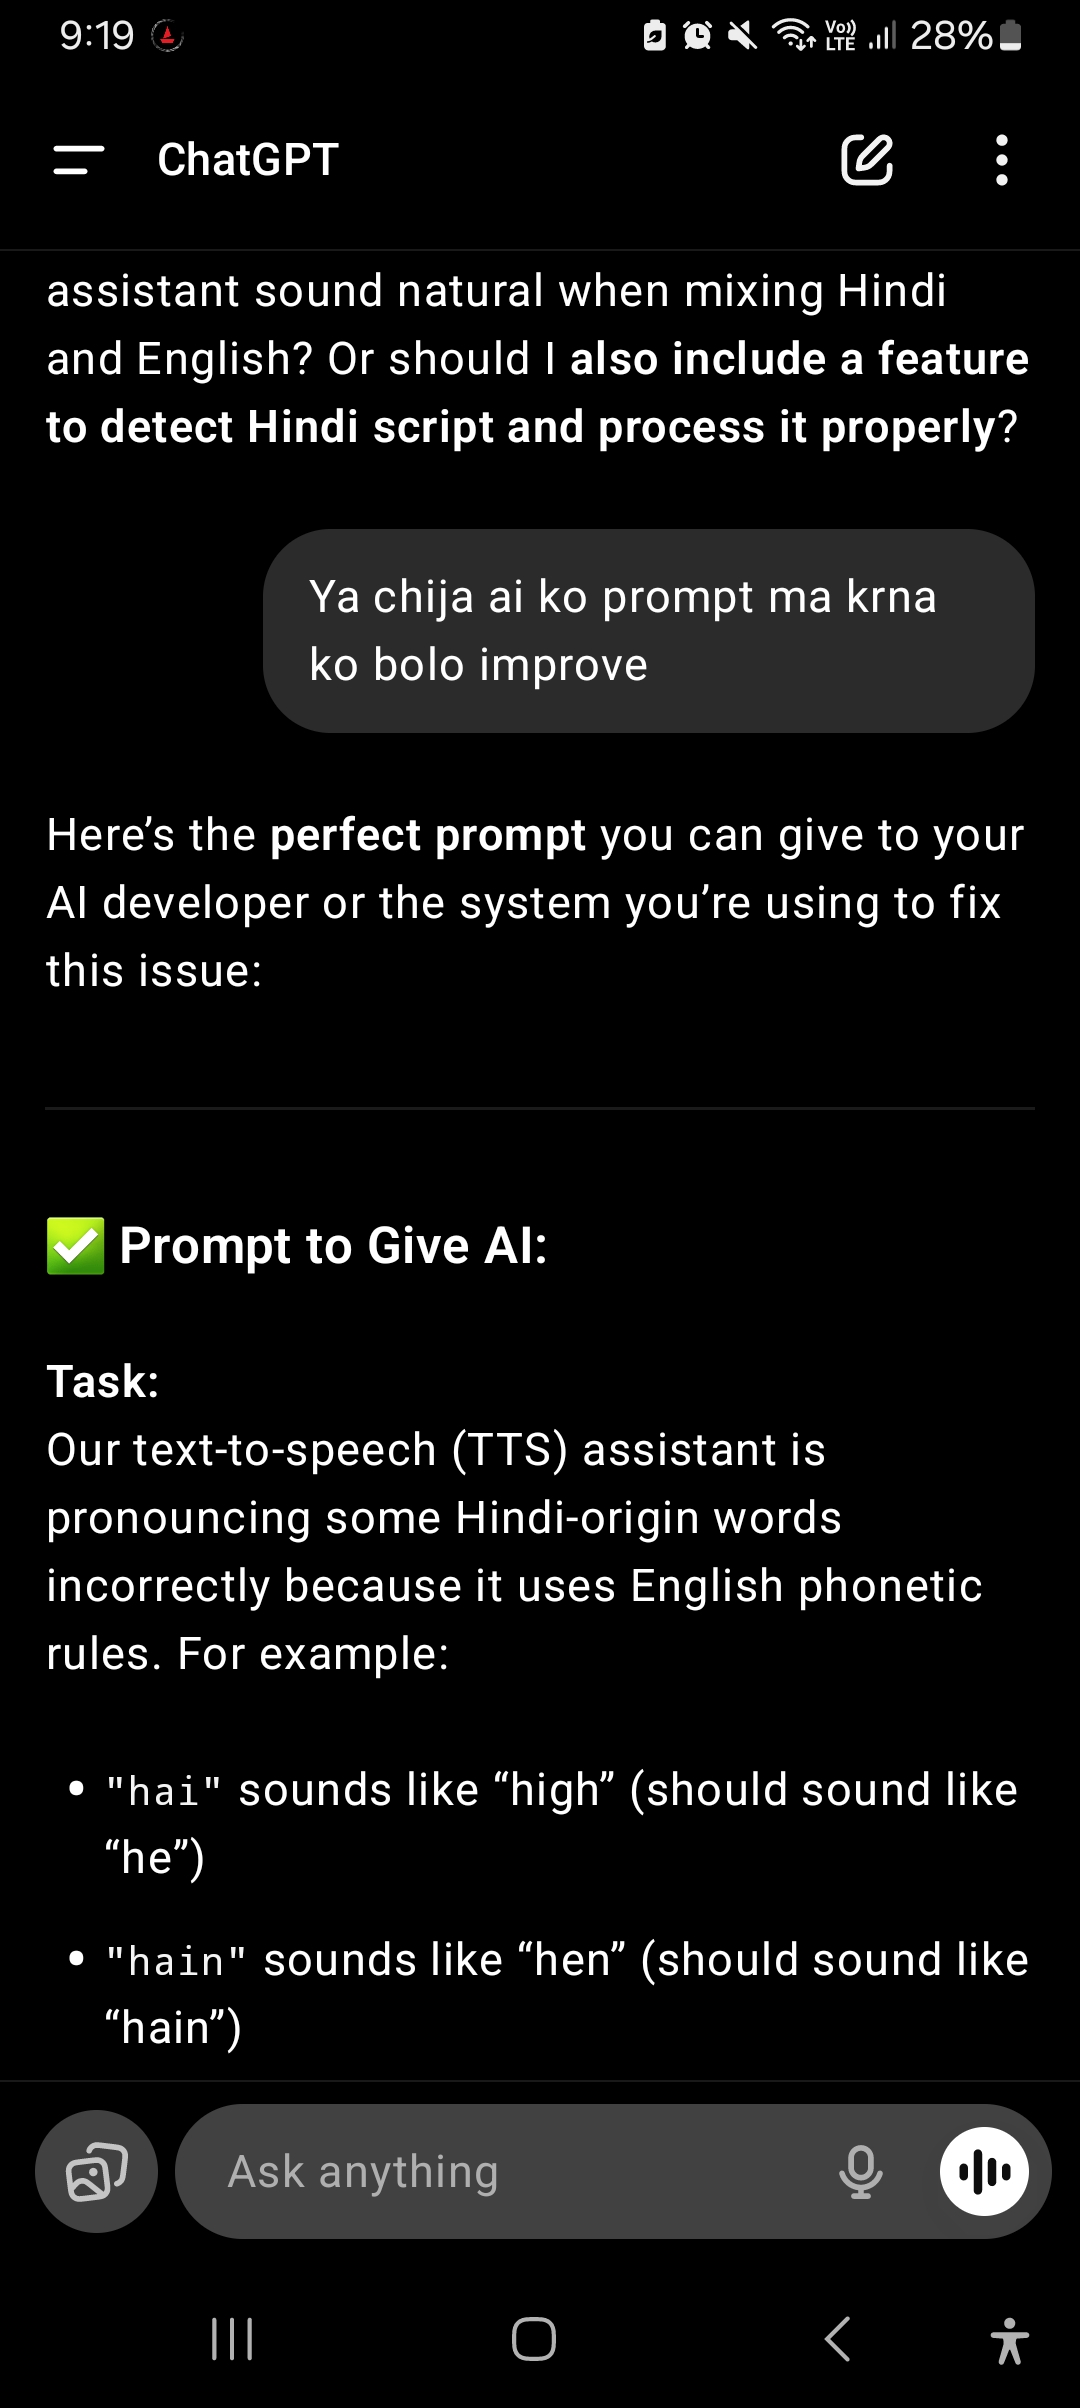 9:19
Vo)) LTE
28%
ChatGPT
assistant sound natural when mixing Hindi
and English? Or should I also include a feature
to detect Hindi script and process it properly?
Ya chija ai ko prompt ma krna
ko bolo improve
Here’s the perfect prompt you can give to your
AI developer or the system you’re using to fix
this issue:
✅ Prompt to Give AI:
Task:
Our text-to-speech (TTS) assistant is
pronouncing some Hindi-origin words
incorrectly because it uses English phonetic
rules. For example:
• "hai" sounds like “high” (should sound like
“he”)
• "hain" sounds like “hen” (should sound like
“hain”)
Ask anything